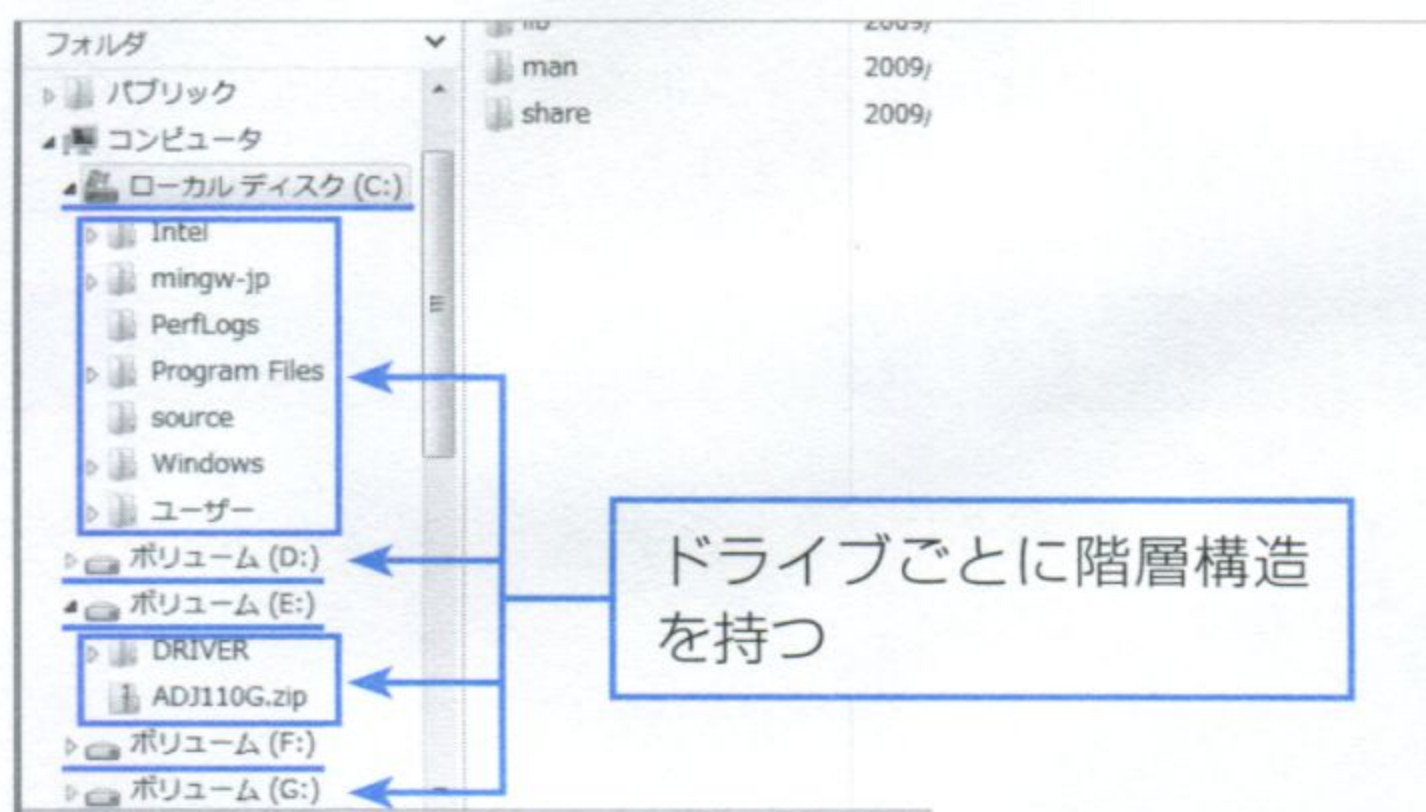 フォルダ
パブリック
コンピュータ
ローカル ディスク (C:)
Intel
mingw-jp
PerfLogs
Program Files
source
Windows
ユーザー
ボリューム (D:)
ボリューム (E:)
DRIVER
ADJ110G.zip
ボリューム (F:)
ボリューム (G:)
lib
man 2009/
share 2009/
ドライブごとに階層構造
を持つ